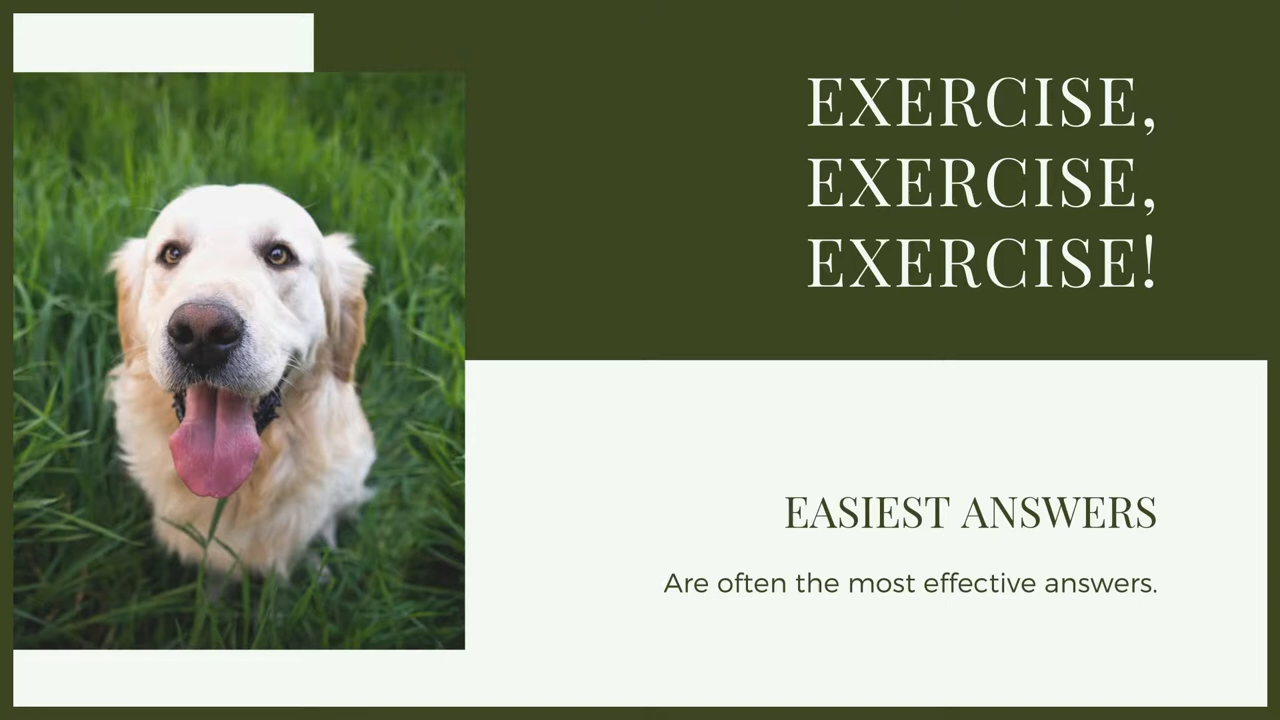 EXERCISE,
EXERCISE,
EXERCISE!
EASIEST ANSWERS
Are often the most effective answers.